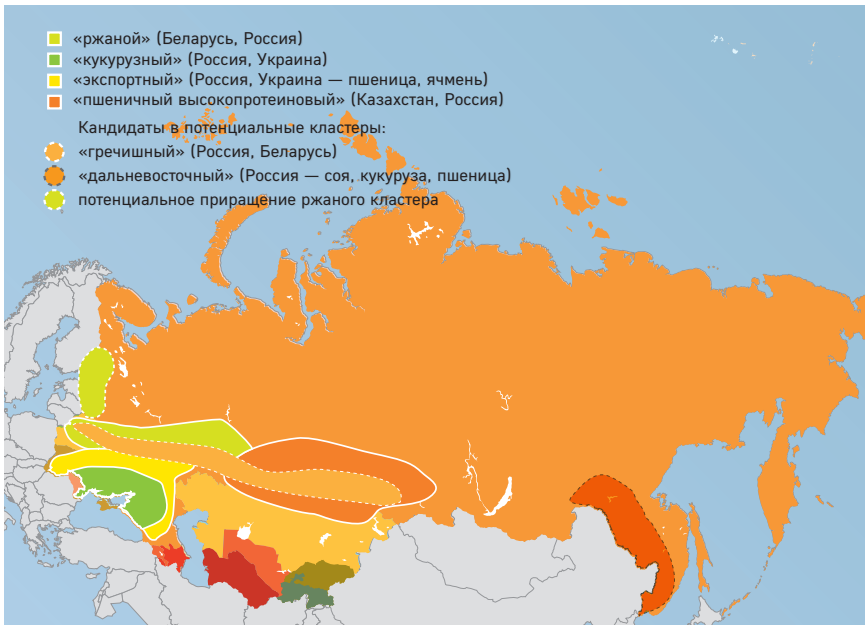 «ржаной» (Беларусь, Россия)
«кукурузный» (Россия, Украина)
«экспортный» (Россия, Украина — пшеница, ячмень)
«пшеничный высокопротеиновый» (Казахстан, Россия)
Кандидаты в потенциальные кластеры:
«гречишный» (Россия, Беларусь)
«дальневосточный» (Россия — соя, кукуруза, пшеница)
потенциальное приращение ржаного кластера